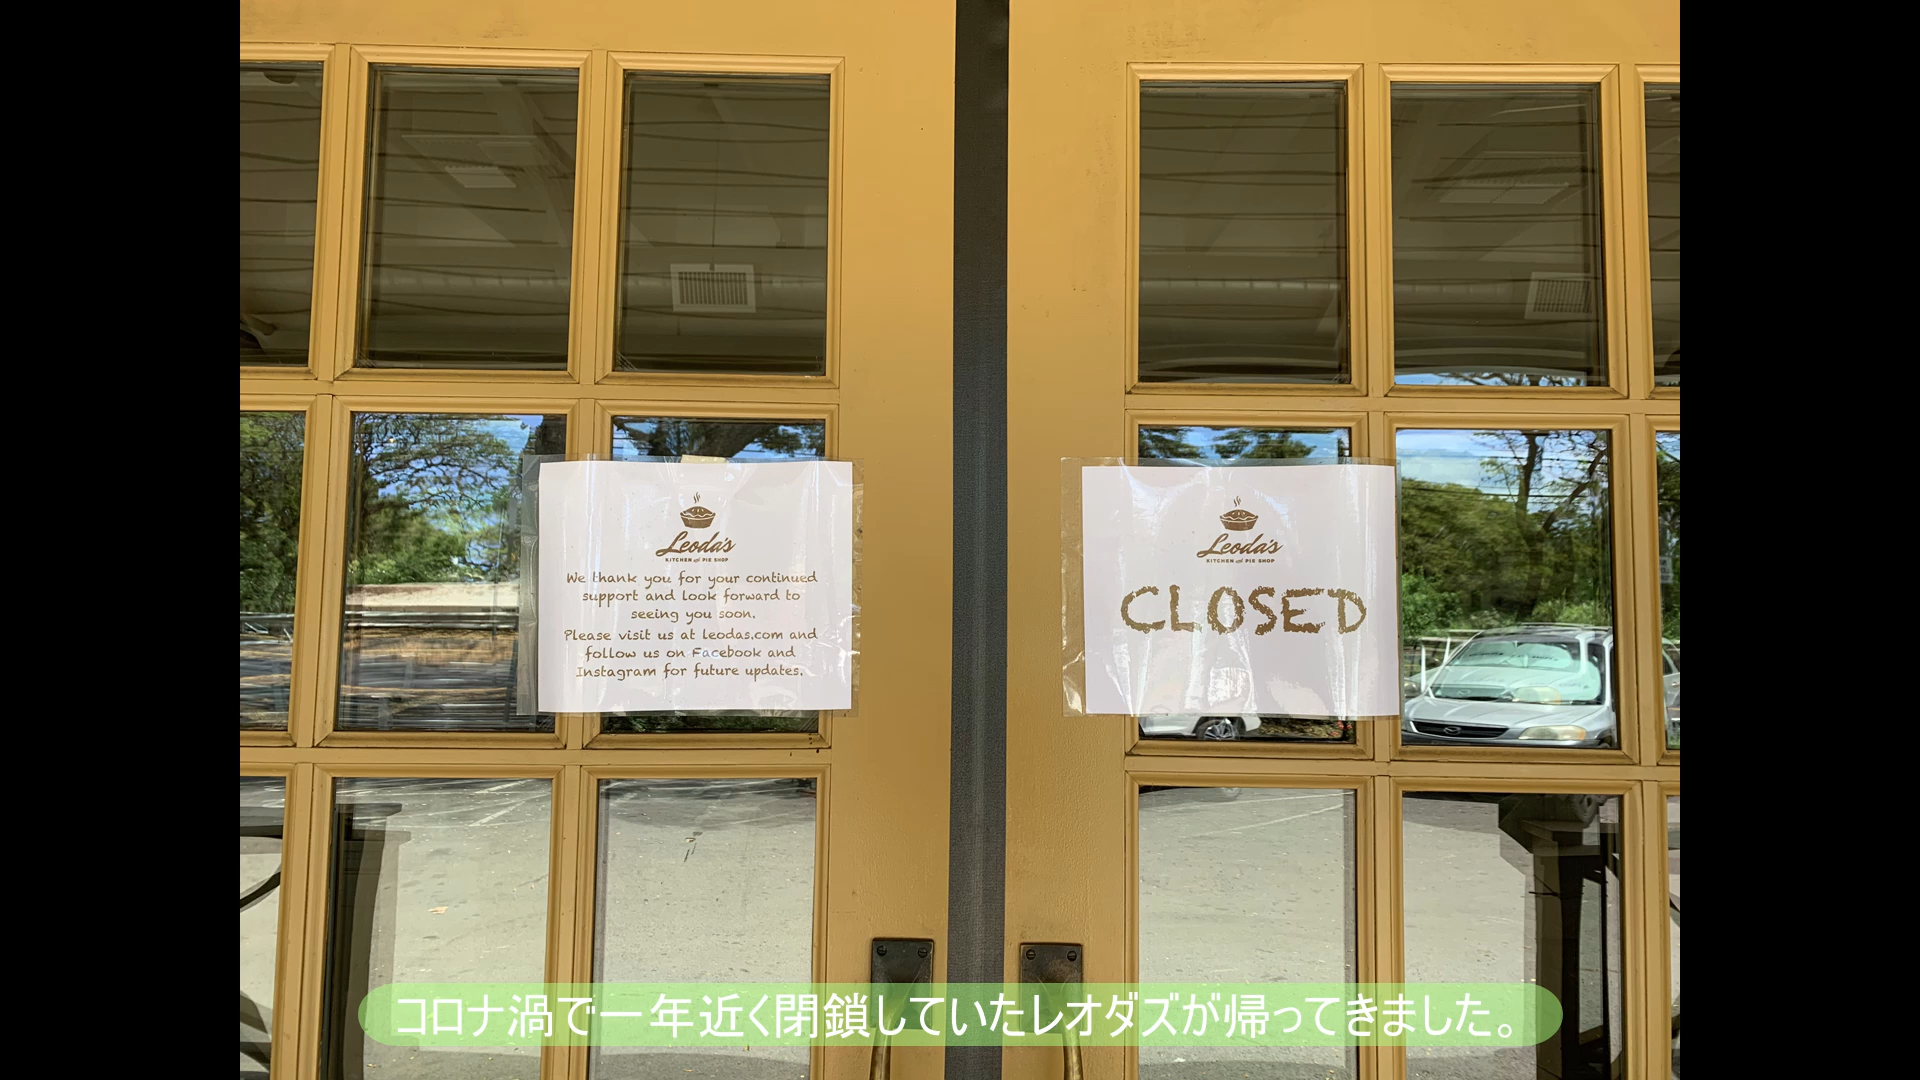 Leoda's
KITCHEN and PIE SHOP
We thank you for your continued
support and look forward to
seeing you soon.
Please visit us at leodas.com and
follow us on Facebook and
Instagram for future updates.
Leoda's
KITCHEN and PIE SHOP
CLOSED
コロナ渦で一年近く閉鎖していたレオダズが帰ってきました。